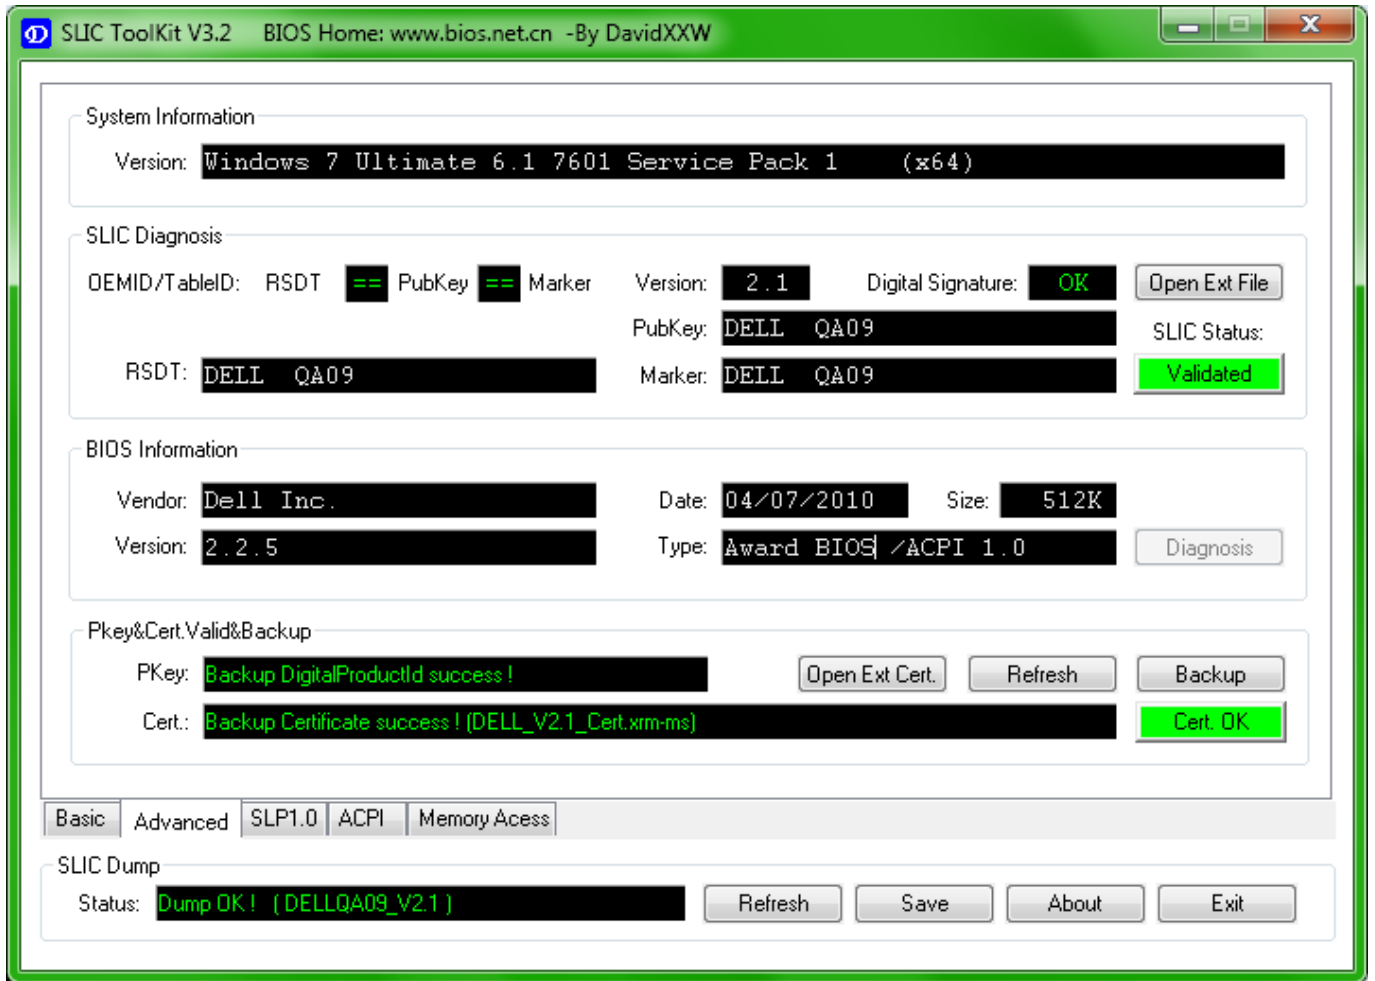 SLIC ToolKit V3.2 BIOS Home: www.bios.net.cn -By DavidXXW
System Information
Version: Windows 7 Ultimate 6.1 7601 Service Pack 1 (x64)
SLIC Diagnosis
OEMID/TableID: RSDT == PubKey == Marker Version: 2.1 Digital Signature: OK Open Ext File
PubKey: DELL QA09 SLIC Status:
RSDT: DELL QA09 Marker: DELL QA09 Validated
BIOS Information
Vendor: Dell Inc. Date: 04/07/2010 Size: 512K
Version: 2.2.5 Type: Award BIOS /ACPI 1.0 Diagnosis
Pkey&Cert.Valid&Backup
PKey: Backup DigitalProductId success ! Open Ext Cert. Refresh Backup
Cert.: Backup Certificate success ! (DELL_V2.1_Cert.xrm-ms) Cert. OK
Basic Advanced SLP1.0 ACPI Memory Acess
SLIC Dump
Status: Dump OK ! ( DELLQA09_V2.1 ) Refresh Save About Exit